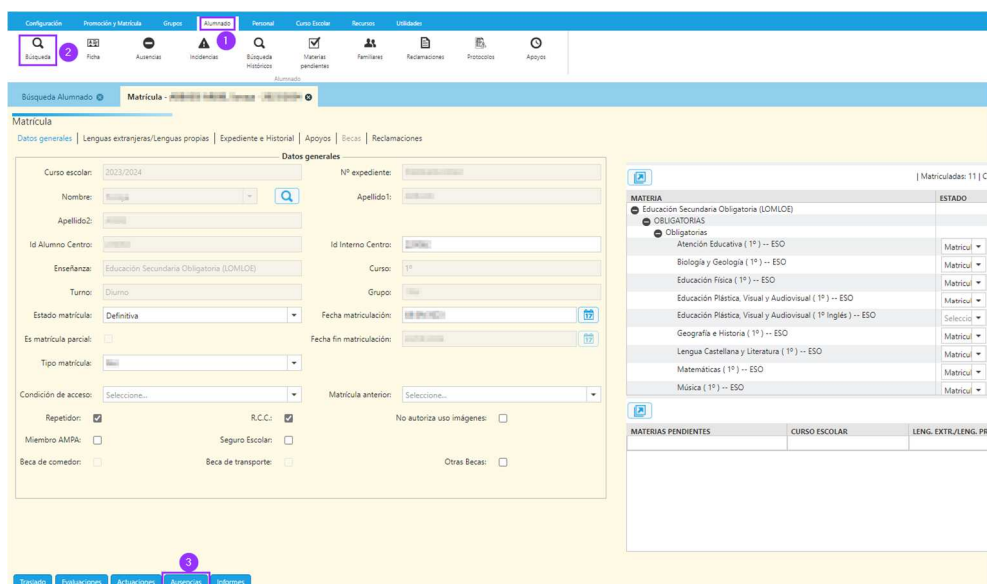 Configuración Promoción y Matrícula Grupos Alumnado Personal Curso Escolar Recursos Utilidades
1
2
Búsqueda Ficha Ausencias Incidencias Búsqueda Históricos Materias pendientes Familiares Reclamaciones Protocolos Apoyos
Alumnado
Búsqueda Alumnado Matrícula -
Matrícula
Datos generales | Lenguas extranjeras/Lenguas propias | Expediente e Historial | Apoyos | Becas | Reclamaciones
Datos generales
Curso escolar: 2023/2024 Nº expediente:
Nombre: Apellido1:
Apellido2:
Id Alumno Centro: Id Interno Centro:
Enseñanza: Educación Secundaria Obligatoria (LOMLOE) Curso: 1º
Turno: Diurno Grupo:
Estado matrícula: Definitiva Fecha matriculación:
Es matrícula parcial: Fecha fin matriculación:
Tipo matrícula:
Condición de acceso: Seleccione... Matrícula anterior: Seleccione...
Repetidor: R.C.C.: No autoriza uso imágenes:
Miembro AMPA: Seguro Escolar:
Beca de comedor: Beca de transporte: Otras Becas:
| Matriculadas: 11 | C
MATERIA ESTADO
Educación Secundaria Obligatoria (LOMLOE)
OBLIGATORIAS
Obligatorias
Atención Educativa ( 1º ) -- ESO Matricul
Biología y Geología ( 1º ) -- ESO Matricul
Educación Física ( 1º ) -- ESO Matricul
Educación Plástica, Visual y Audiovisual ( 1º ) -- ESO Matricul
Educación Plástica, Visual y Audiovisual ( 1º Inglés ) -- ESO Seleccio
Geografía e Historia ( 1º ) -- ESO Matricul
Lengua Castellana y Literatura ( 1º ) -- ESO Matricul
Matemáticas ( 1º ) -- ESO Matricul
Música ( 1º ) -- ESO Matricul
MATERIAS PENDIENTES CURSO ESCOLAR LENG. EXTR./LENG. PR
3
Traslado Evaluaciones Actuaciones Ausencias Informes